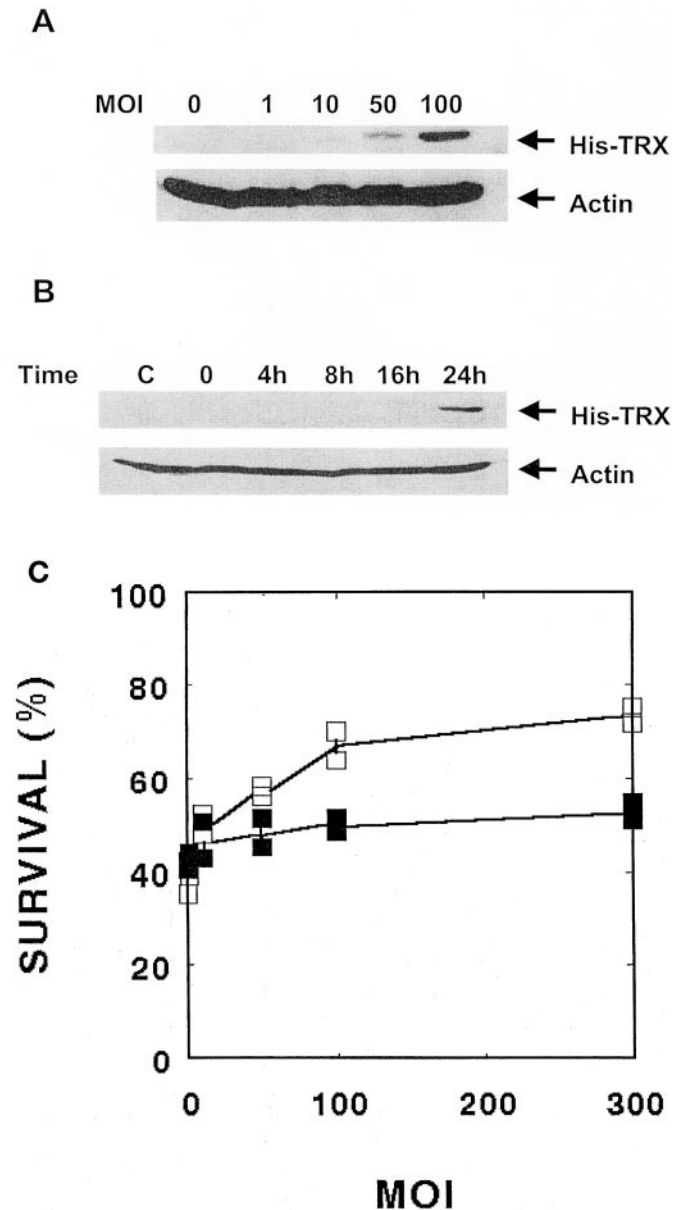 A
MOI 0 1 10 50 100
His-TRX
Actin
B
Time C 0 4h 8h 16h 24h
His-TRX
Actin
C
100
80
60
40
20
0
SURVIVAL (%)
0 100 200 300
MOI